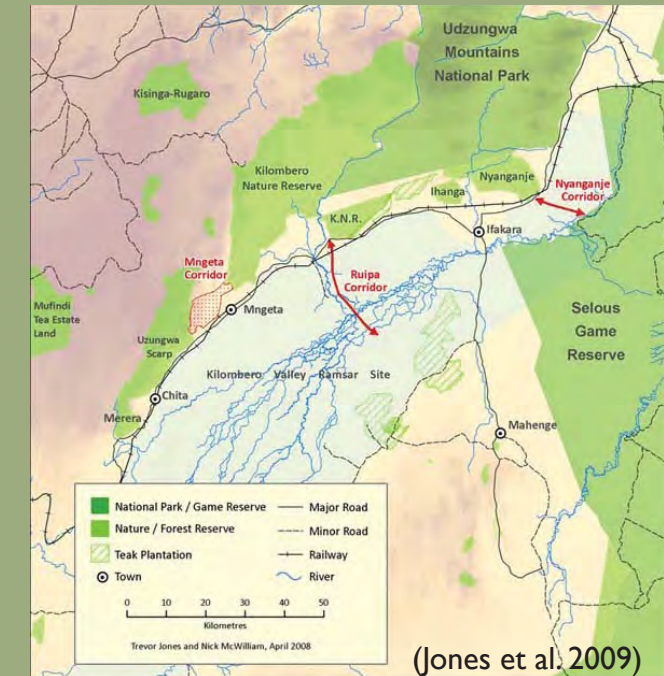 Udzungwa
Mountains
National Park
Kisinga-Rugaro
Kilombero
Nature Reserve
Nyanganje
Ihanga
Nyanganje
Corridor
K.N.R.
Ifakara
Mngeta
Corridor
Ruipa
Corridor
Mufindi
Tea Estate
Land
Mngeta
Selous
Game
Reserve
Uzungwa
Scarp
Kilombero Valley Ramsar Site
Chita
Merera
Mahenge
National Park / Game Reserve
Major Road
Nature / Forest Reserve
Minor Road
Teak Plantation
Railway
Town
River
0 10 20 30 40 50
Kilometres
Trevor Jones and Nick McWilliam, April 2008
(Jones et al. 2009)